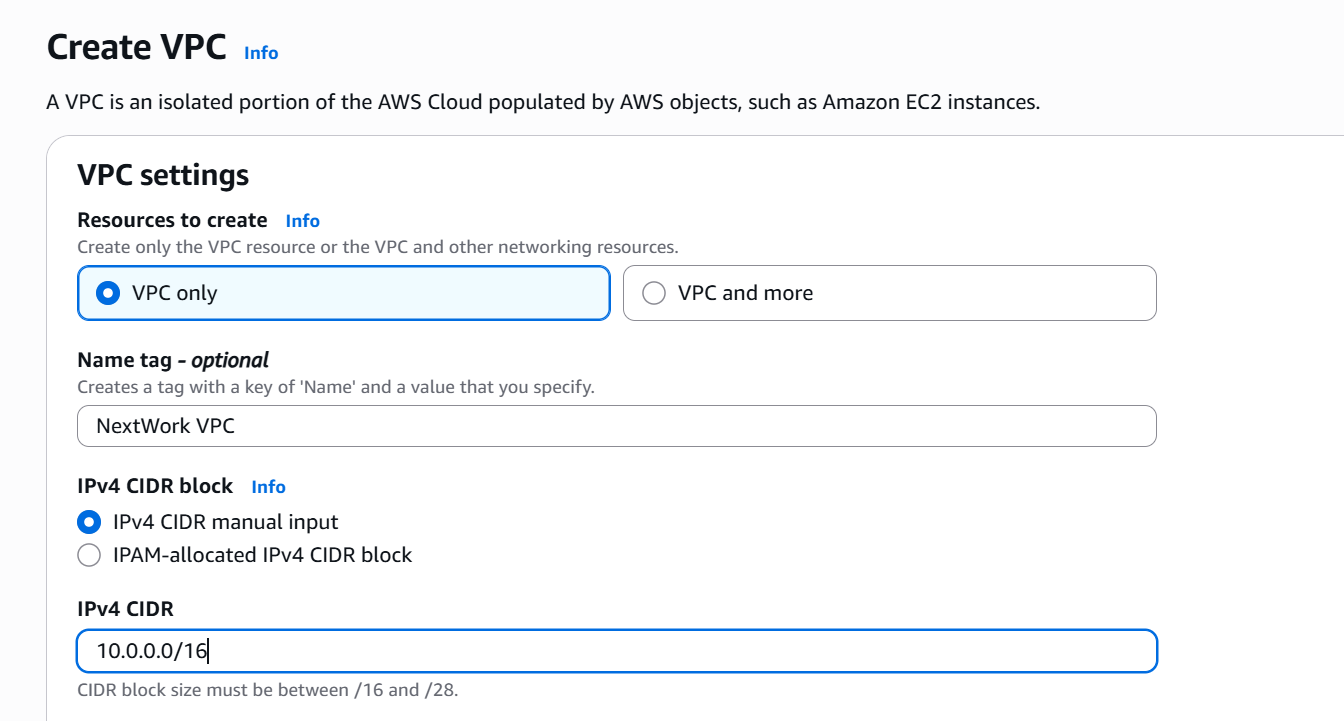 Create VPC Info
A VPC is an isolated portion of the AWS Cloud populated by AWS objects, such as Amazon EC2 instances.
VPC settings
Resources to create Info
Create only the VPC resource or the VPC and other networking resources.
VPC only VPC and more
Name tag - optional
Creates a tag with a key of 'Name' and a value that you specify.
NextWork VPC
IPv4 CIDR block Info
IPv4 CIDR manual input
IPAM-allocated IPv4 CIDR block
IPv4 CIDR
10.0.0.0/16
CIDR block size must be between /16 and /28.